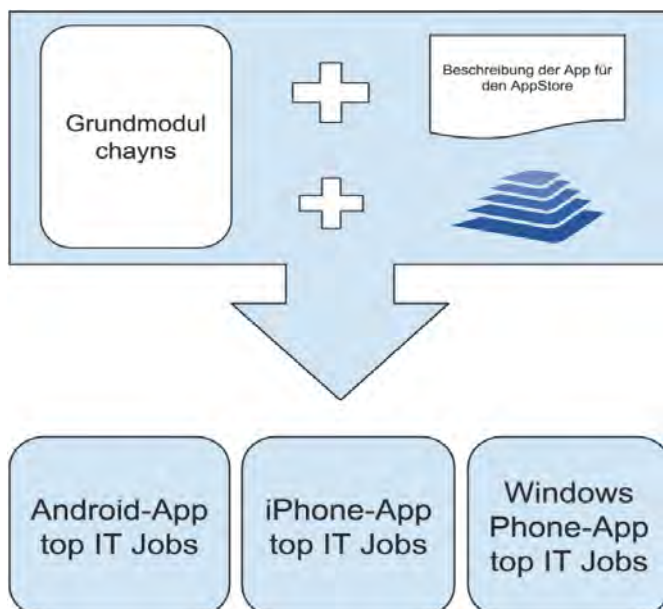 Grundmodul
chayns
Beschreibung der App für
den AppStore
Android-App
top IT Jobs
iPhone-App
top IT Jobs
Windows
Phone-App
top IT Jobs